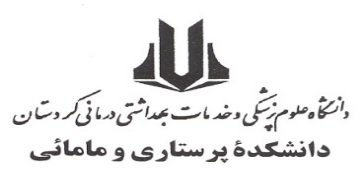 دانشگاه علوم پزشکی و خدمات بهداشتی درمانی کردستان
دانشکدهٔ پرستاری و مامائی